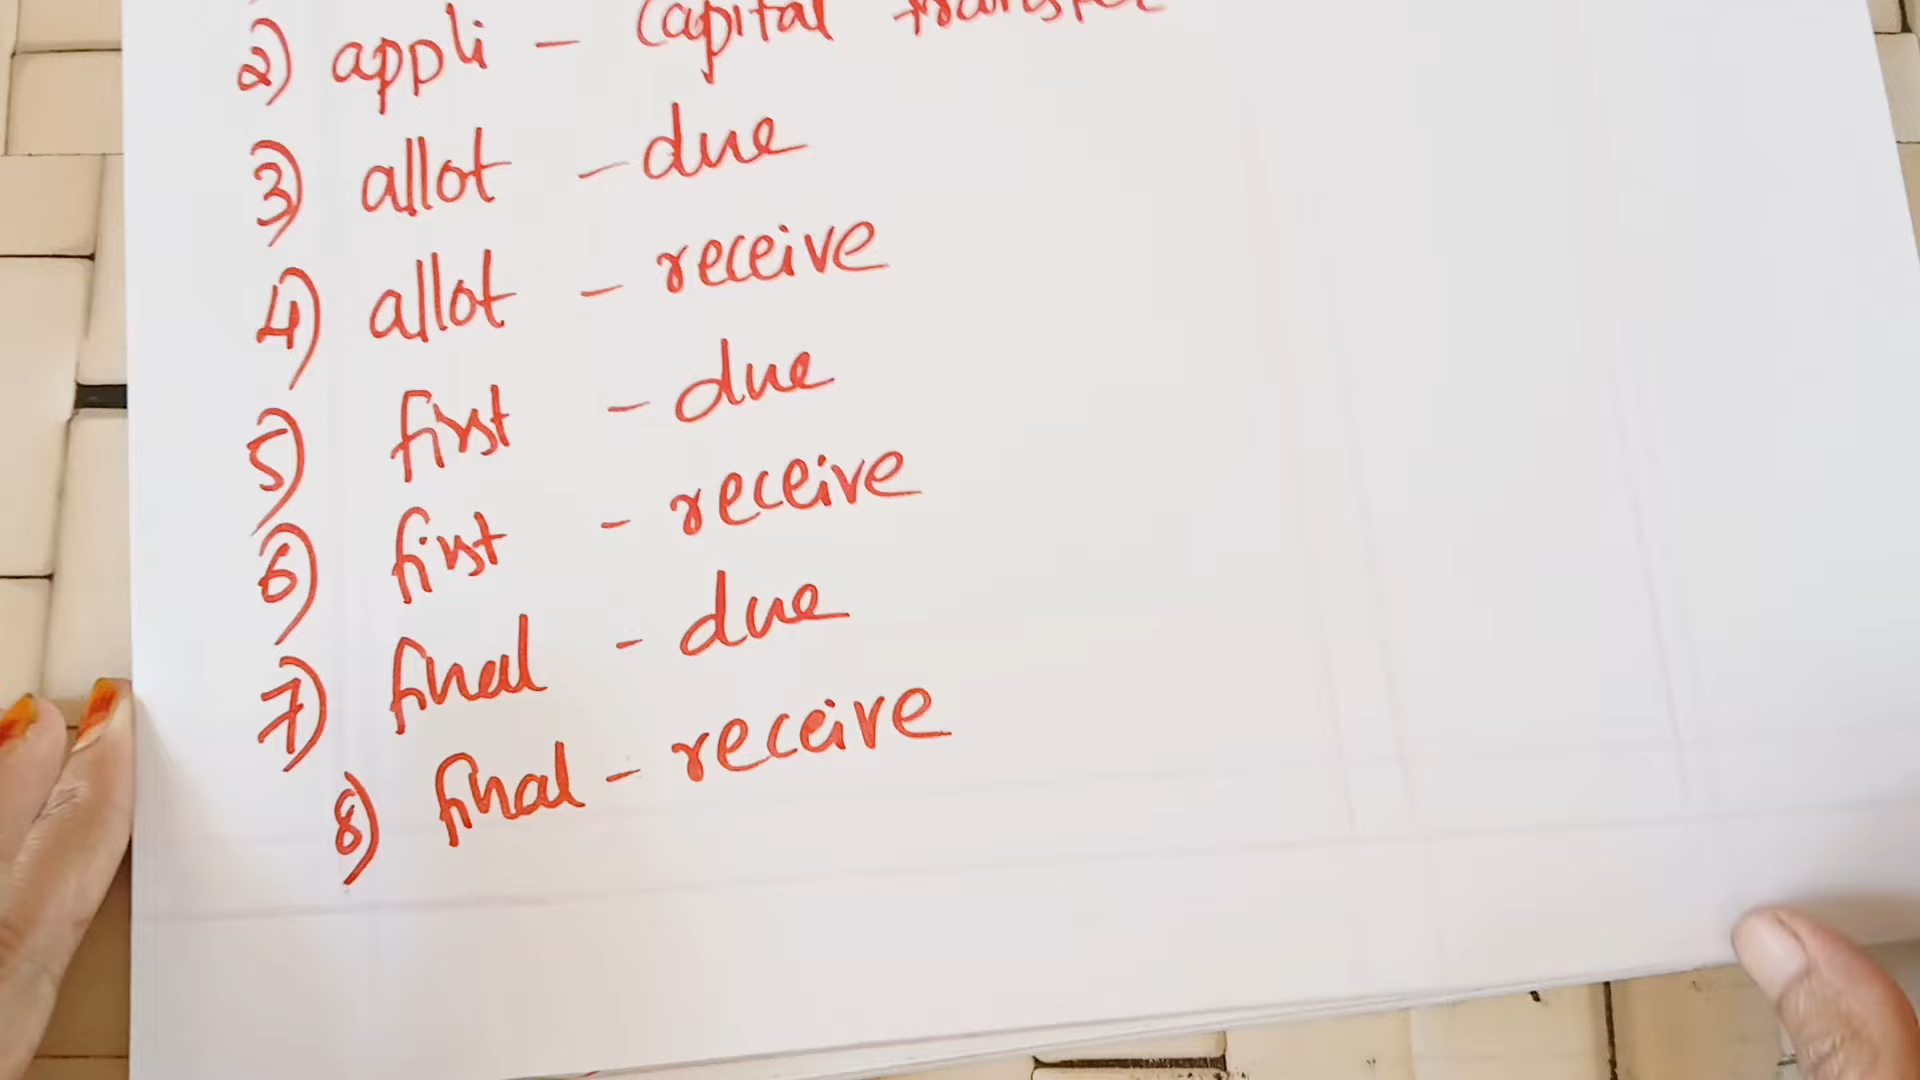 2) appli - Capital transfer
3) allot - due
4) allot - receive
5) first - due
6) first - receive
7) final - due
8) final - receive